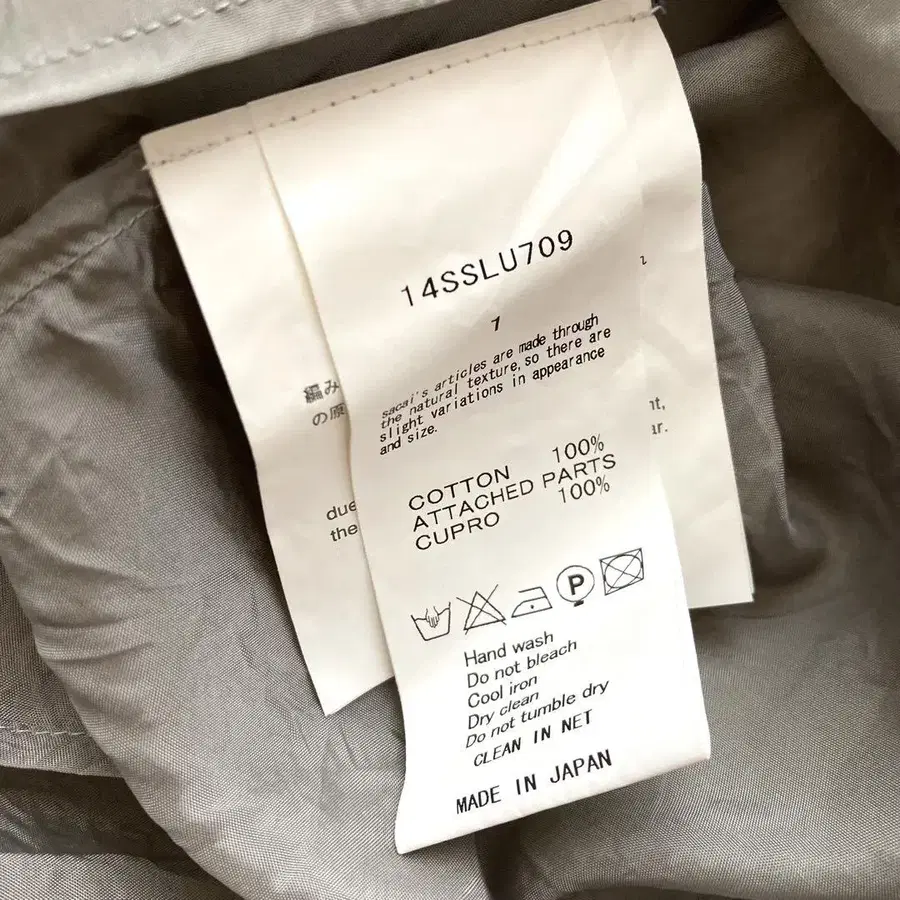 14SSLU709
1
sacai's articles are made through
the natural texture, so there are
slight variations in appearance
and size.
COTTON 100%
ATTACHED PARTS
CUPRO 100%
P
Hand wash
Do not bleach
Cool iron
Dry clean
Do not tumble dry
CLEAN IN NET
MADE IN JAPAN
編み
の原
due
the